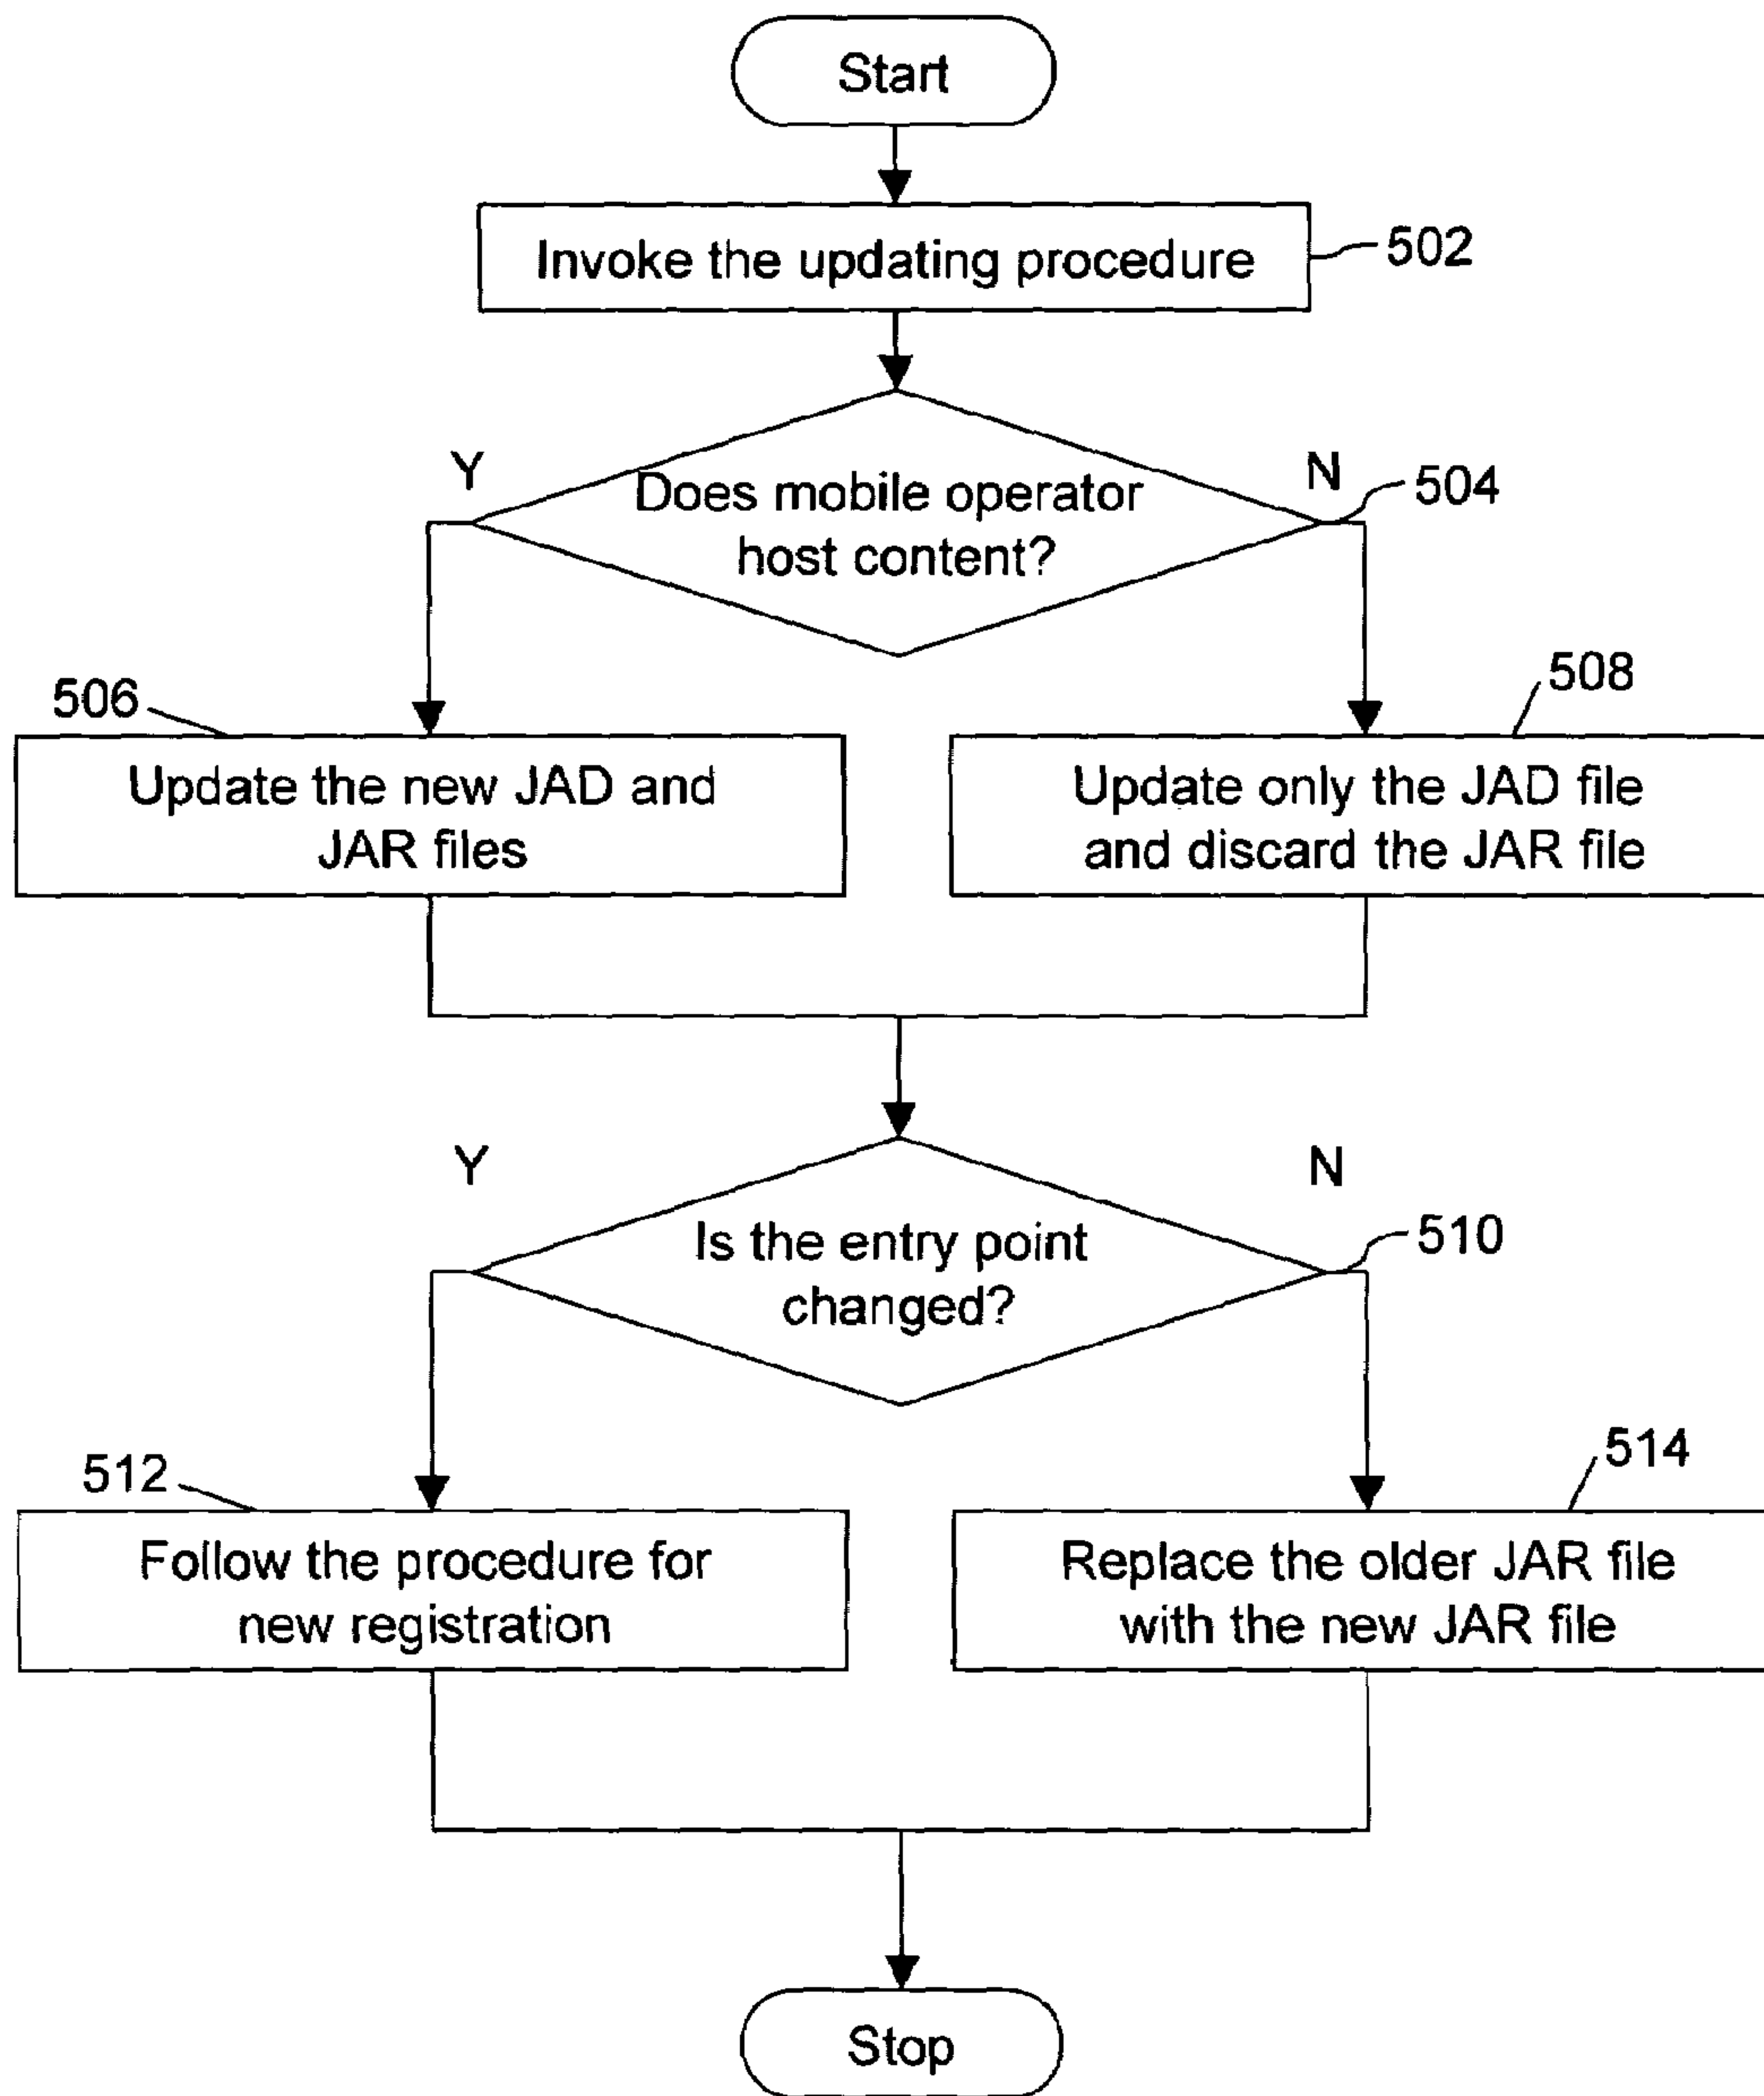 Start
Invoke the updating procedure
502
Y
N
504
Does mobile operator
host content?
506
508
Update the new JAD and
JAR files
Update only the JAD file
and discard the JAR file
Y
N
Is the entry point
changed?
510
512
514
Follow the procedure for
new registration
Replace the older JAR file
with the new JAR file
Stop